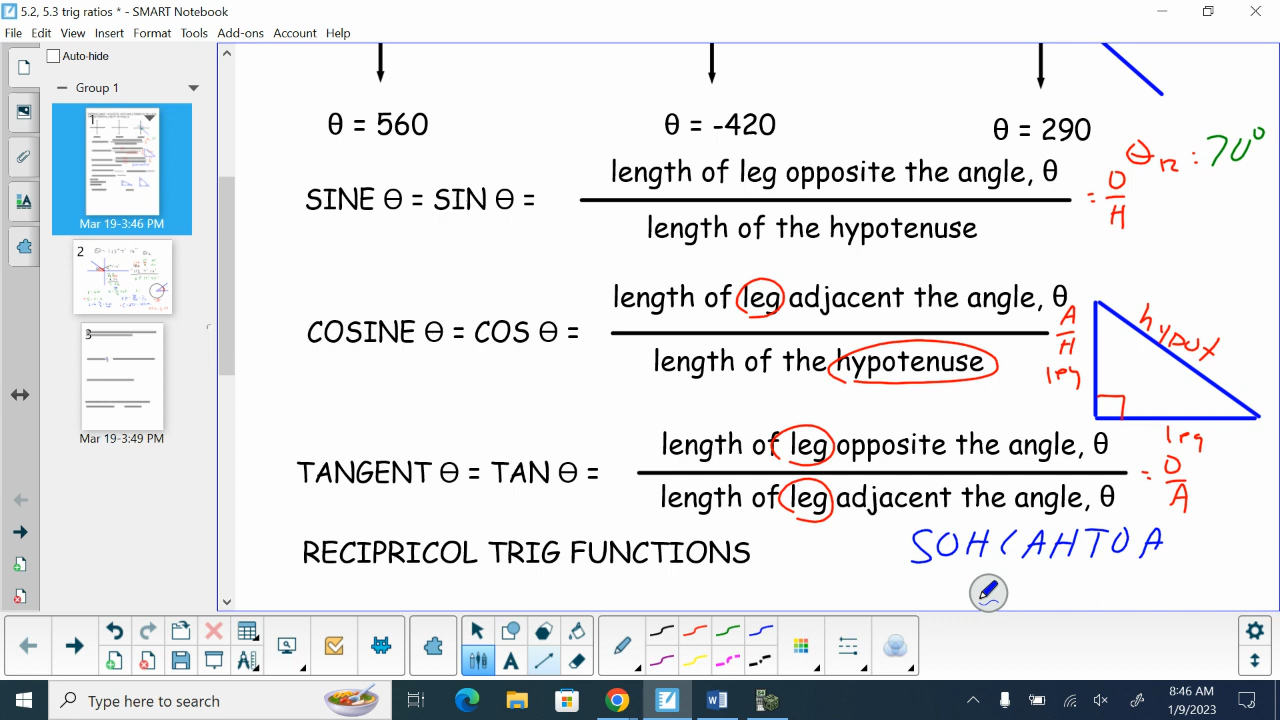 5.2, 5.3 trig ratios * - SMART Notebook
File Edit View Insert Format Tools Add-ons Account Help
Auto-hide
Group 1
1
Mar 19-3:46 PM
2
3
Mar 19-3:49 PM
θ = 560
θ = -420
θ = 290
θR : 70°
SINE θ = SIN θ =
length of leg opposite the angle, θ
length of the hypotenuse
= O
H
COSINE θ = COS θ =
length of leg adjacent the angle, θ
length of the hypotenuse
A
H
leg
hypot
leg
TANGENT θ = TAN θ =
length of leg opposite the angle, θ
length of leg adjacent the angle, θ
= O
A
RECIPRICOL TRIG FUNCTIONS
SOHCAHTOA
A
Type here to search
W
8:46 AM
1/9/2023